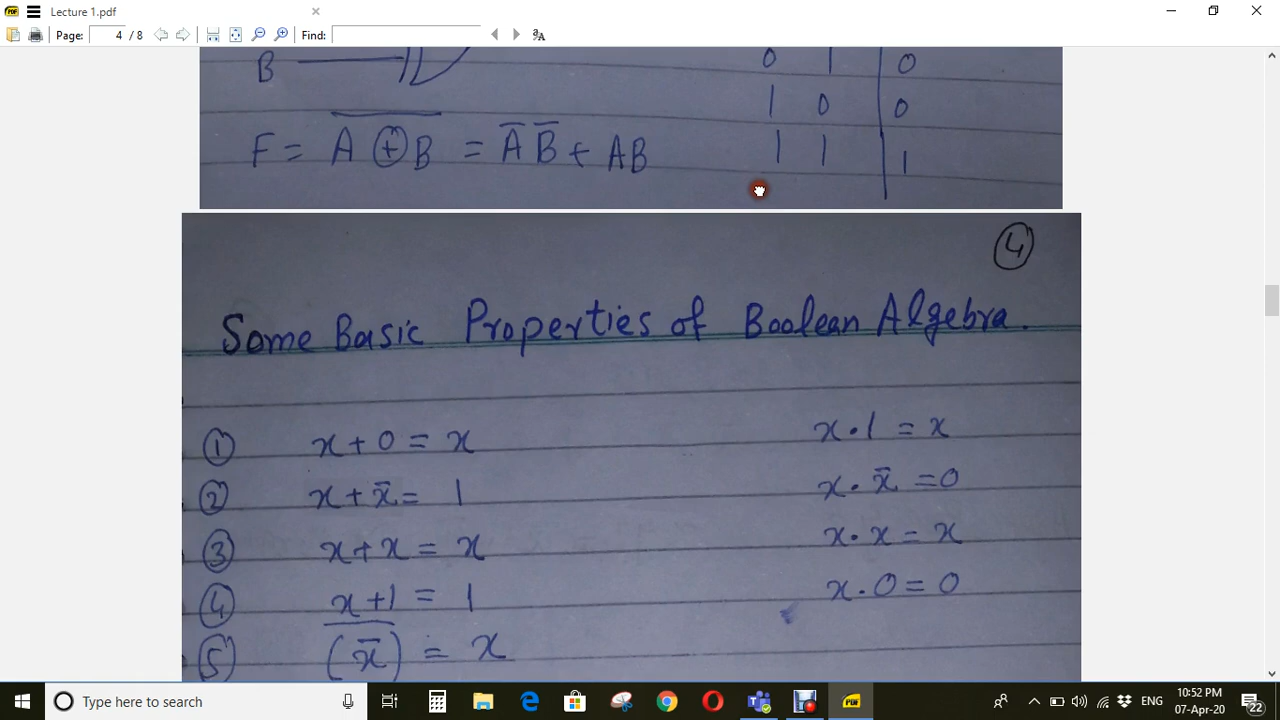 Lecture 1.pdf
Page: 4 / 8 Find:
B 0 1 0
1 0 0
F = \overline{A ⊕ B} = A̅ B̅ + AB 1 1 1
4
Some Basic Properties of Boolean Algebra.
① x + 0 = x x · 1 = x
② x + x̅ = 1 x · x̅ = 0
③ x + x = x x · x = x
④ x + 1 = 1 x · 0 = 0
⑤ \overline{(x̅)} = x
Type here to search ENG 10:52 PM 07-Apr-20 22